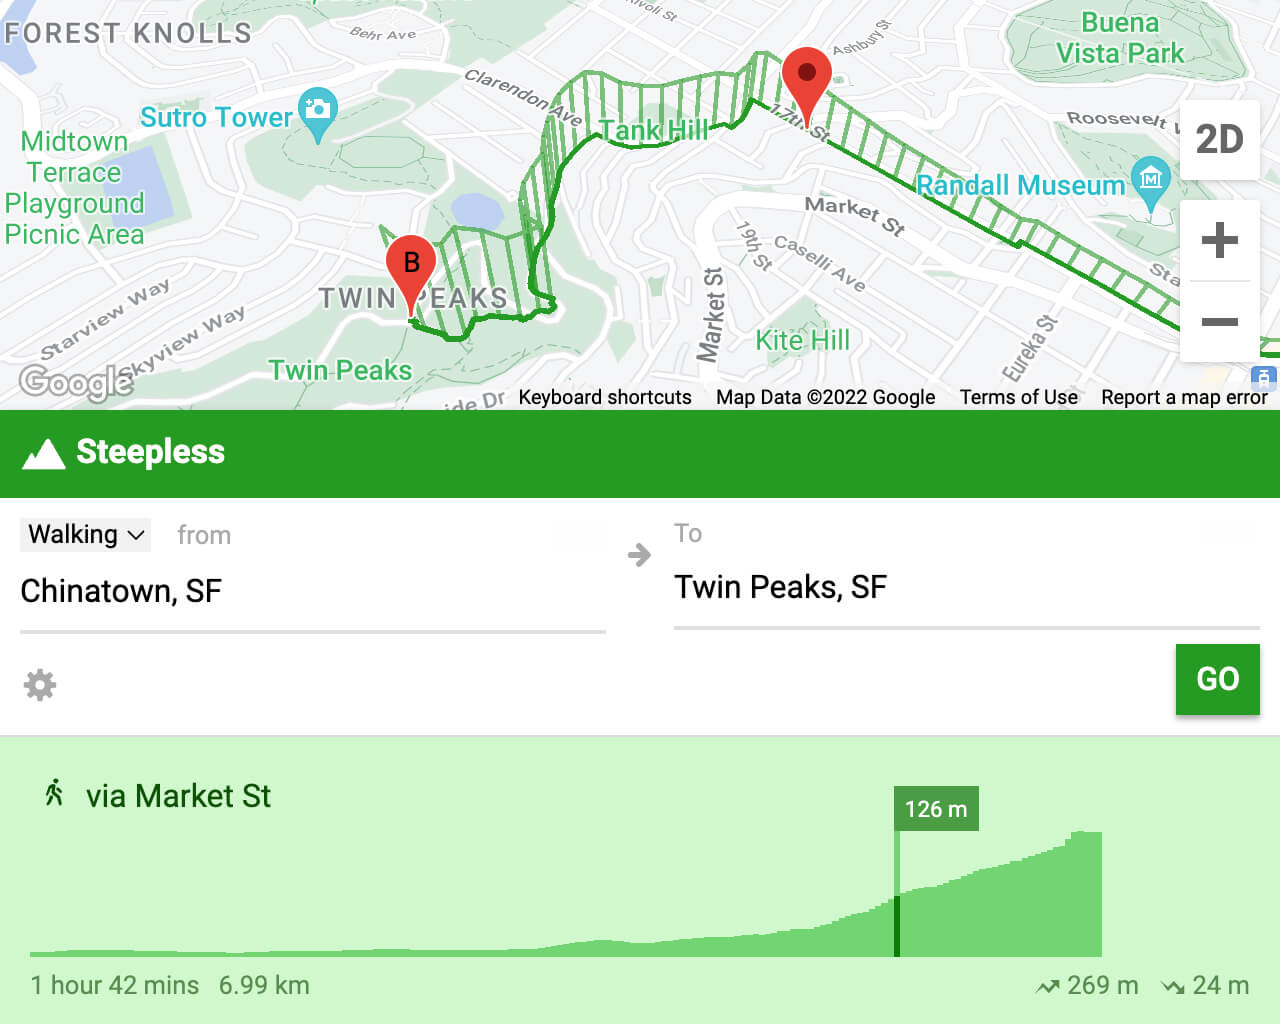 FOREST KNOLLS
Behr Ave
Ashbury St
Buena
Vista Park
Clarendon Ave
Sutro Tower
Midtown
Terrace
Playground
Picnic Area
Tank Hill
17th St
Roosevelt
2D
Randall Museum
Market St
19th St
Caselli Ave
Sta
+
−
B
TWIN PEAKS
Market St
Starview Way
Skyview Way
Twin Peaks
Kite Hill
Eureka St
Google
ide Dr
Keyboard shortcuts
Map Data ©2022 Google
Terms of Use
Report a map error
Steepless
Walking
from
To
Chinatown, SF
Twin Peaks, SF
GO
via Market St
126 m
1 hour 42 mins
6.99 km
269 m
24 m